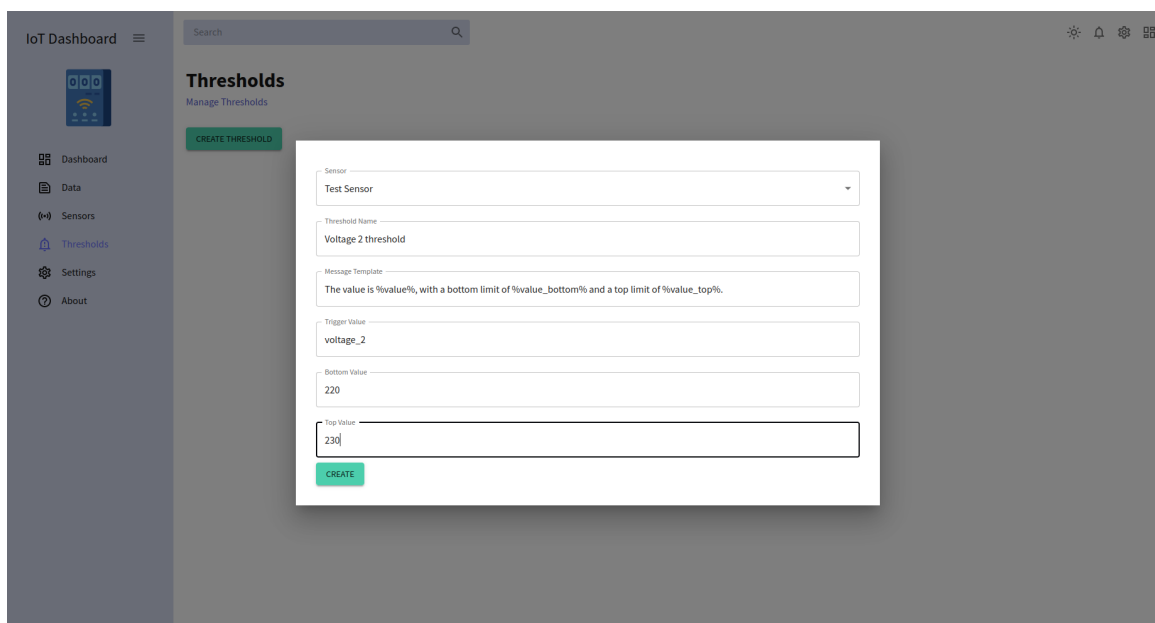 IoT Dashboard
Search
000
Thresholds
Manage Thresholds
CREATE THRESHOLD
Dashboard
Data
Sensors
Thresholds
Settings
About
Sensor
Test Sensor
Threshold Name
Voltage 2 threshold
Message Template
The value is %value%, with a bottom limit of %value_bottom% and a top limit of %value_top%.
Trigger Value
voltage_2
Bottom Value
220
Top Value
230
CREATE